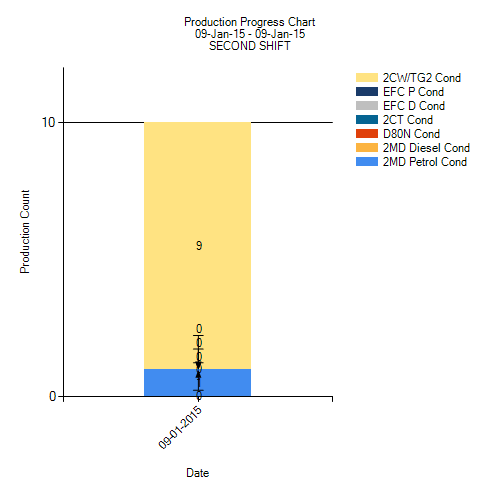 Production Progress Chart
09-Jan-15 - 09-Jan-15
SECOND SHIFT
2CW/TG2 Cond
EFC P Cond
EFC D Cond
2CT Cond
D80N Cond
2MD Diesel Cond
2MD Petrol Cond
Production Count
10
9
0
0
0
0
0
0
09-01-2015
Date